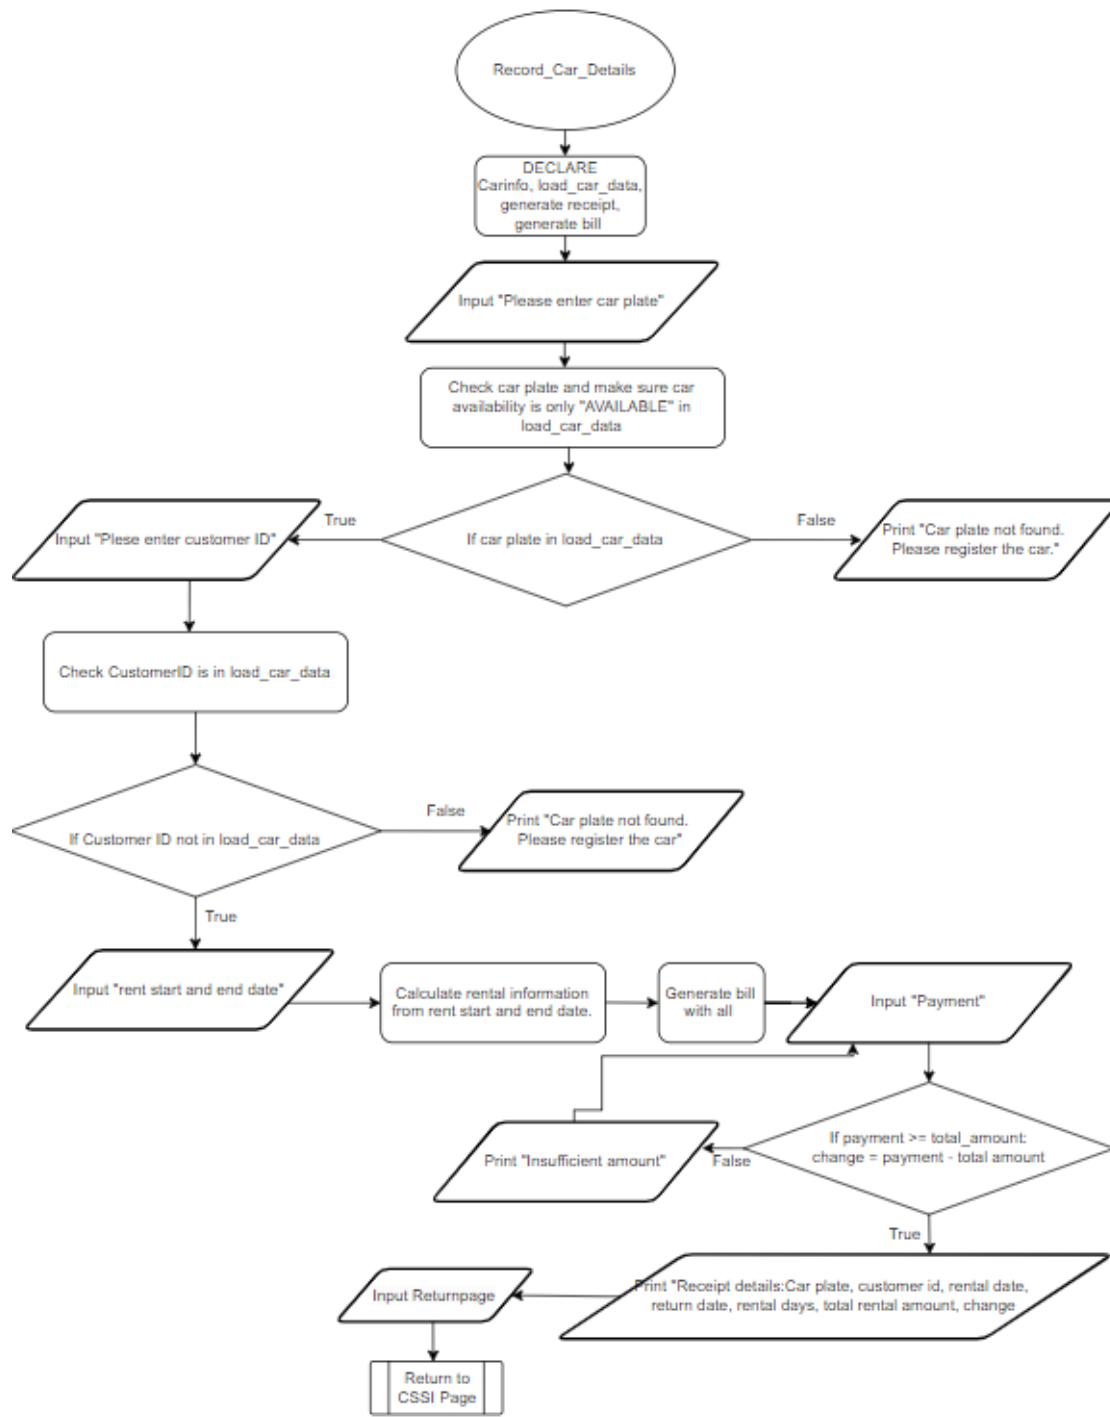 Record_Car_Details
DECLARE
Carinfo, load_car_data,
generate receipt,
generate bill
Input "Please enter car plate"
Check car plate and make sure car
availability is only "AVAILABLE" in
load_car_data
If car plate in load_car_data
True
False
Input "Plese enter customer ID"
Print "Car plate not found.
Please register the car."
Check CustomerID is in load_car_data
If Customer ID not in load_car_data
False
Print "Car plate not found.
Please register the car"
True
Input "rent start and end date"
Calculate rental information
from rent start and end date.
Generate bill
with all
Input "Payment"
If payment >= total_amount:
change = payment - total amount
False
Print "Insufficient amount"
True
Print "Receipt details:Car plate, customer id, rental date,
return date, rental days, total rental amount, change
Input Returnpage
Return to
CSSI Page